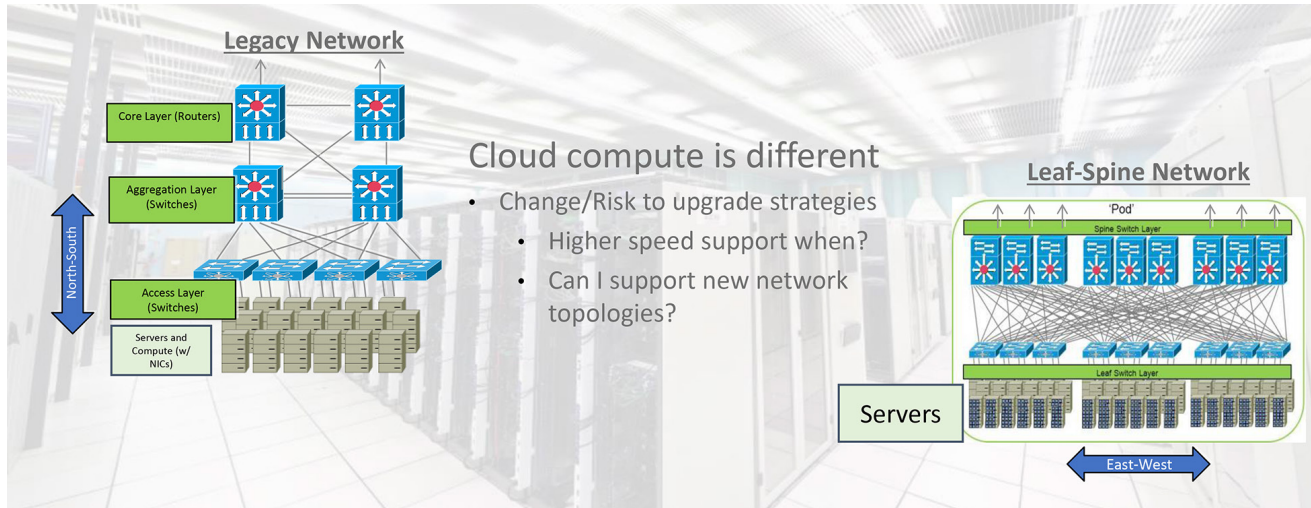 Legacy Network
Core Layer (Routers)
Aggregation Layer
(Switches)
North-South
Access Layer
(Switches)
Servers and
Compute (w/
NICs)
Cloud compute is different
• Change/Risk to upgrade strategies
• Higher speed support when?
• Can I support new network
topologies?
Leaf-Spine Network
'Pod'
Spine Switch Layer
Leaf Switch Layer
Servers
East-West